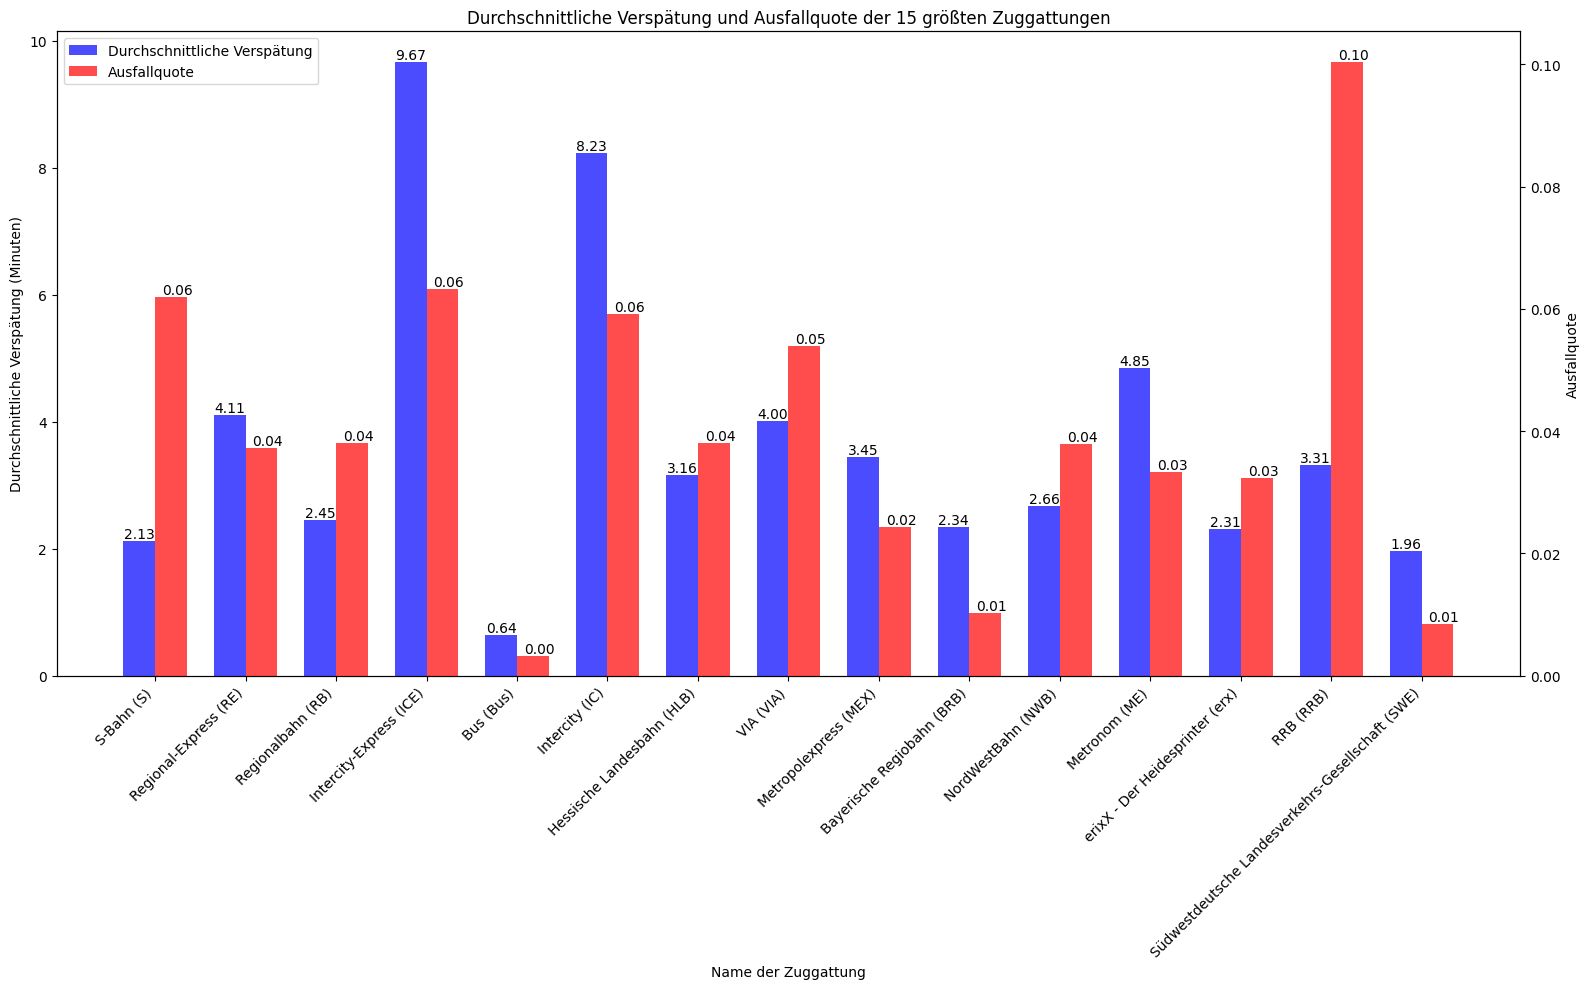 Durchschnittliche Verspätung und Ausfallquote der 15 größten Zuggattungen
Durchschnittliche Verspätung
Ausfallquote
Durchschnittliche Verspätung (Minuten)
10
8
6
4
2
0
2.13
0.06
4.11
0.04
2.45
0.04
9.67
0.06
0.64
0.00
8.23
0.06
3.16
0.04
4.00
0.05
3.45
0.02
2.34
0.01
2.66
0.04
4.85
0.03
2.31
0.03
3.31
0.10
1.96
0.01
0.10
0.08
0.06
0.04
0.02
0.00
Ausfallquote
S-Bahn (S)
Regional-Express (RE)
Regionalbahn (RB)
Intercity-Express (ICE)
Bus (Bus)
Intercity (IC)
Hessische Landesbahn (HLB)
VIA (VIA)
Metropolexpress (MEX)
Bayerische Regiobahn (BRB)
NordWestBahn (NWB)
Metronom (ME)
erixX - Der Heidesprinter (erx)
RRB (RRB)
Südwestdeutsche Landesverkehrs-Gesellschaft (SWE)
Name der Zuggattung